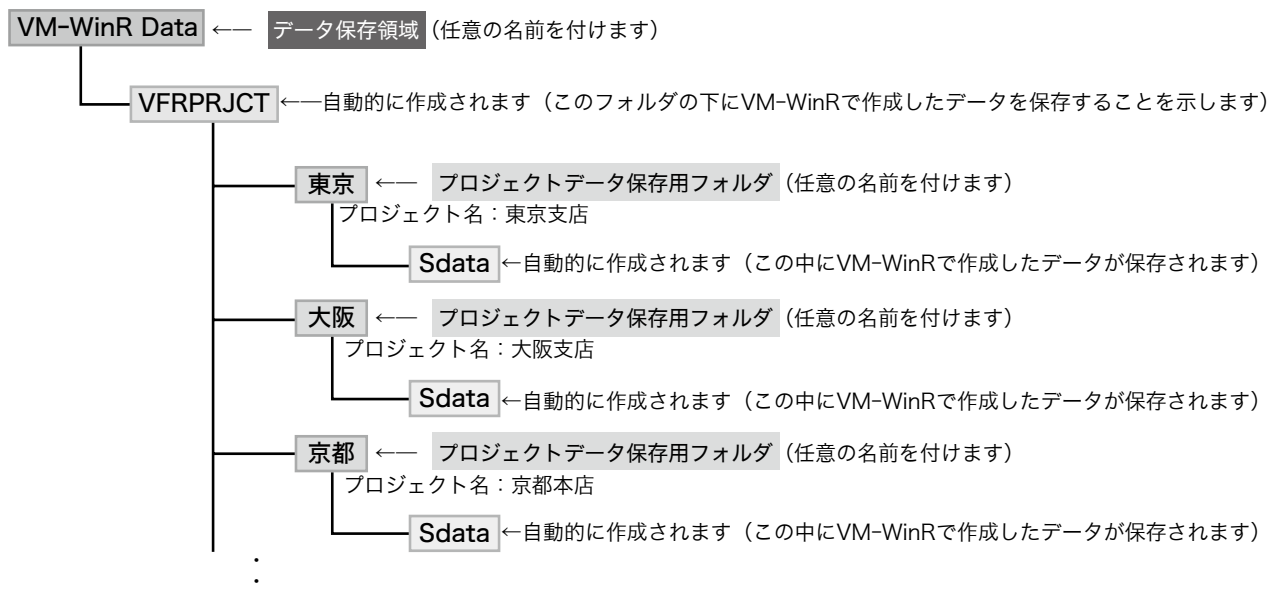 VM-WinR Data ←― データ保存領域 (任意の名前を付けます)
VFRPRJCT ←―自動的に作成されます（このフォルダの下にVM-WinRで作成したデータを保存することを示します）
東京 ←― プロジェクトデータ保存用フォルダ (任意の名前を付けます)
プロジェクト名：東京支店
Sdata ←自動的に作成されます（この中にVM-WinRで作成したデータが保存されます）
大阪 ←― プロジェクトデータ保存用フォルダ (任意の名前を付けます)
プロジェクト名：大阪支店
Sdata ←自動的に作成されます（この中にVM-WinRで作成したデータが保存されます）
京都 ←― プロジェクトデータ保存用フォルダ (任意の名前を付けます)
プロジェクト名：京都本店
Sdata ←自動的に作成されます（この中にVM-WinRで作成したデータが保存されます）